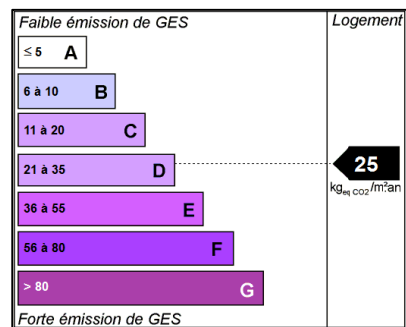 Faible émission de GES
Logement
≤ 5 A
6 à 10 B
11 à 20 C
21 à 35 D
25
kgeq CO2/m².an
36 à 55 E
56 à 80 F
> 80 G
Forte émission de GES